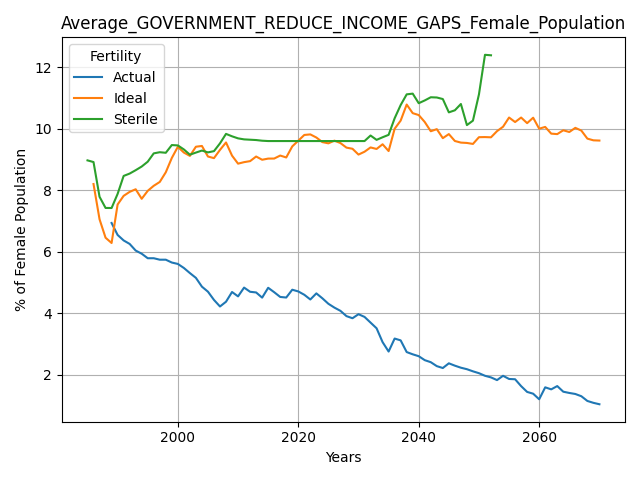 Average_GOVERNMENT_REDUCE_INCOME_GAPS_Female_Population
Fertility
Actual
Ideal
Sterile
% of Female Population
12
10
8
6
4
2
2000 2020 2040 2060
Years